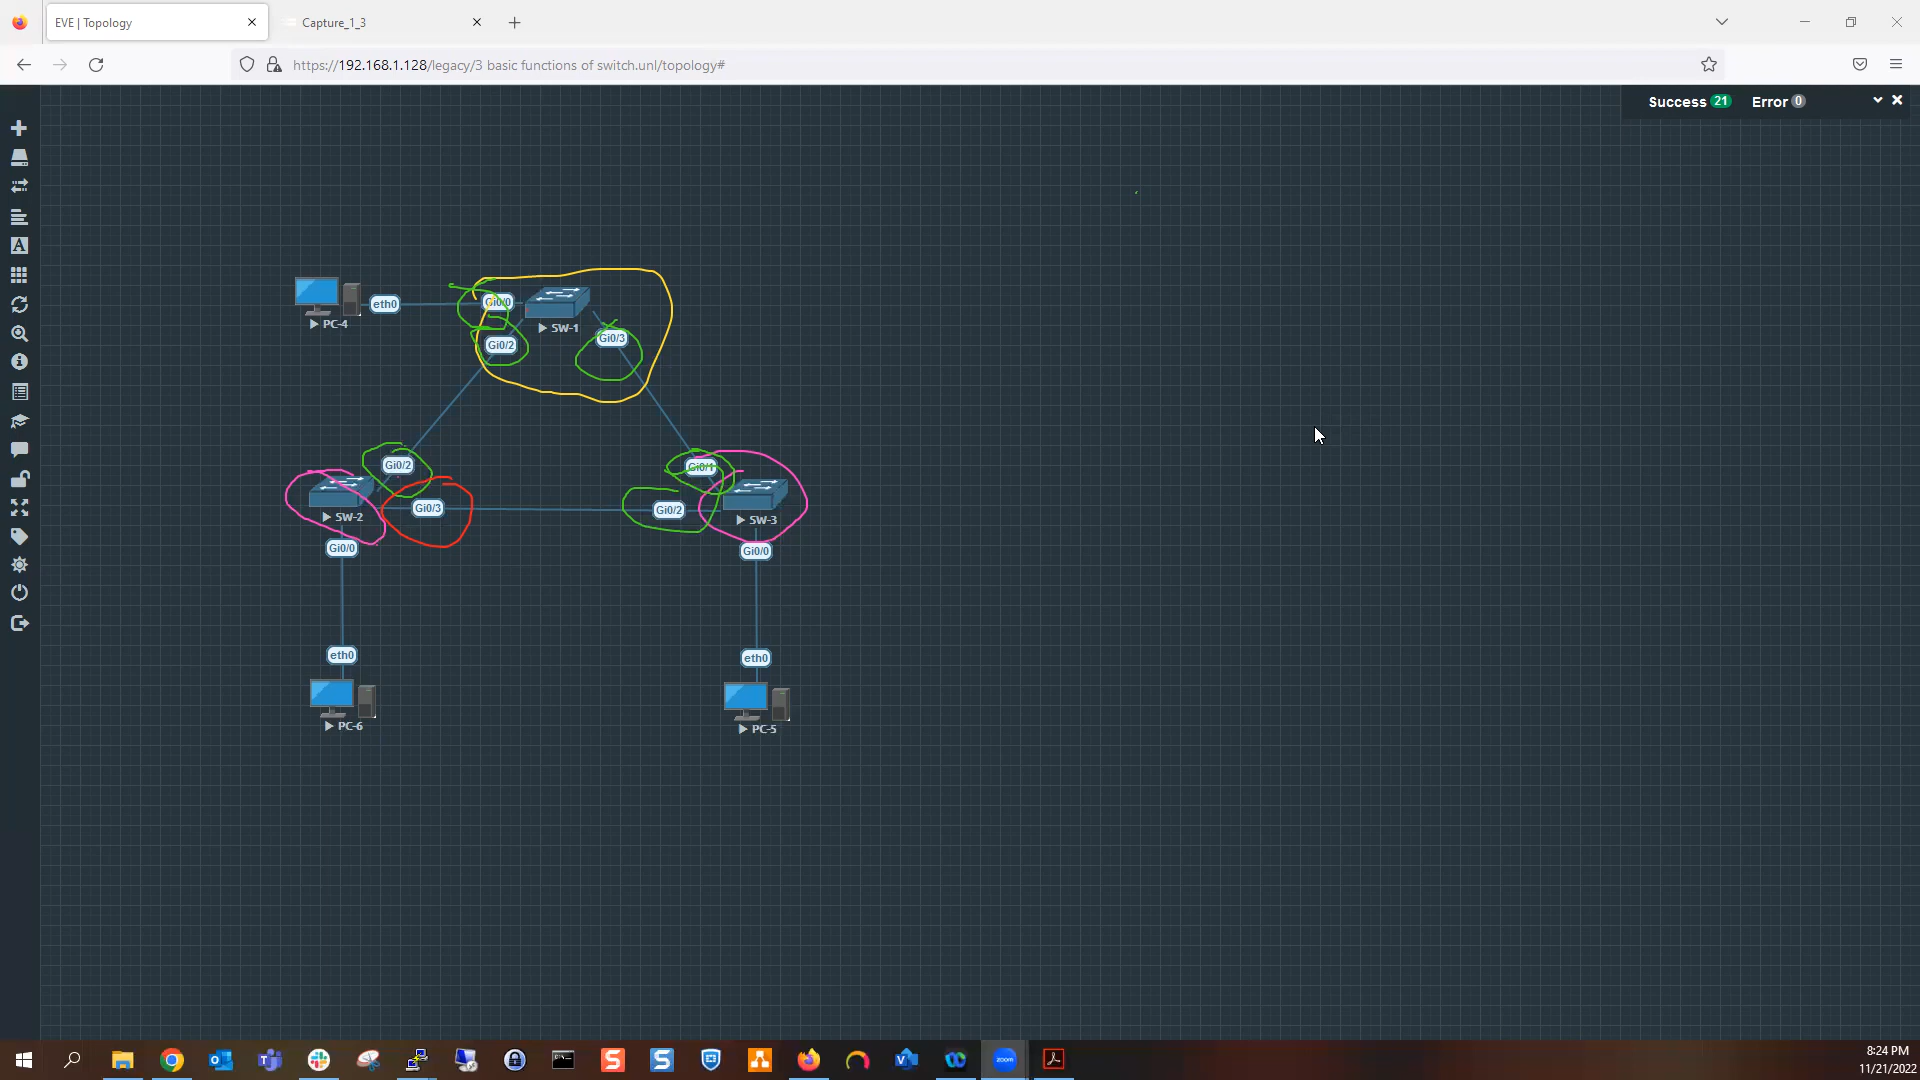 EVE | Topology
Capture_1_3
https://192.168.1.128/legacy/3 basic functions of switch.unl/topology#
Success 21 Error 0
Gi0/0
eth0
PC-4
SW-1
Gi0/2
Gi0/3
Gi0/2
Gi0/1
Gi0/3
Gi0/2
SW-2
SW-3
Gi0/0
Gi0/0
eth0
eth0
PC-6
PC-5
zoom
8:24 PM
11/21/2022